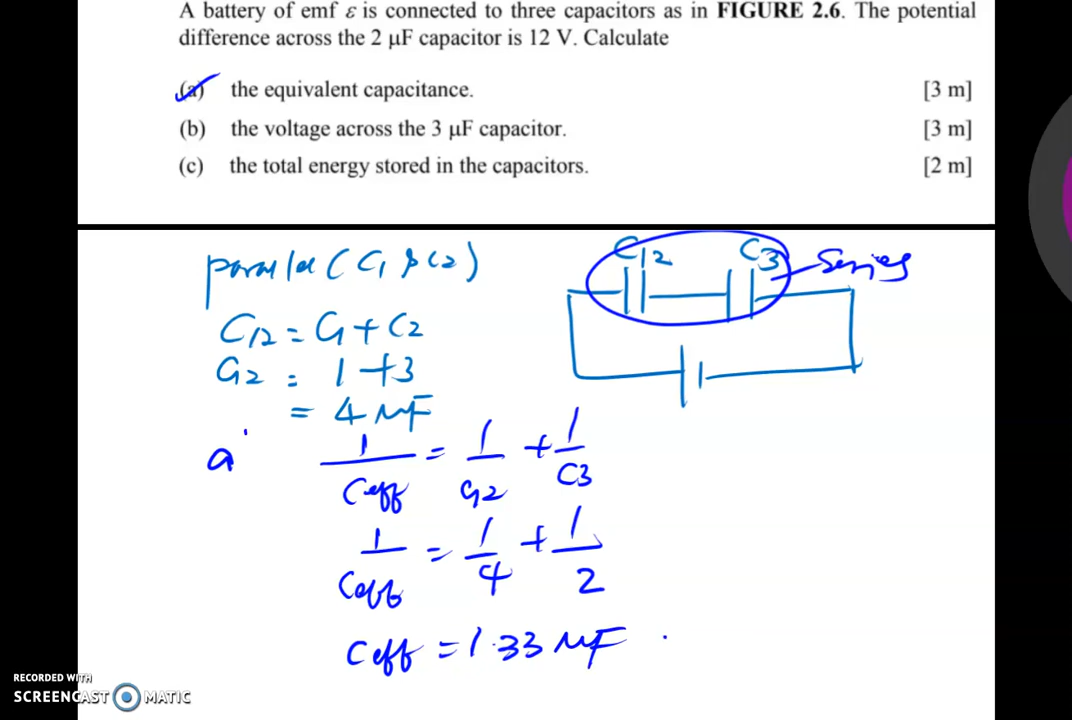 A battery of emf ε is connected to three capacitors as in FIGURE 2.6. The potential
difference across the 2 μF capacitor is 12 V. Calculate
(a) the equivalent capacitance. [3 m]
(b) the voltage across the 3 μF capacitor. [3 m]
(c) the total energy stored in the capacitors. [2 m]
C12 C3 Series
parallel (C1 & C2)
C12 = C1 + C2
C12 = 1 + 3
= 4 μF
a 1/Ceff = 1/C12 + 1/C3
1/Ceff = 1/4 + 1/2
Ceff = 1.33 μF
RECORDED WITH
SCREENCAST MATIC